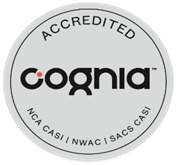 ACCREDITED
cognia™
NCA CASI | NWAC | SACS CASI